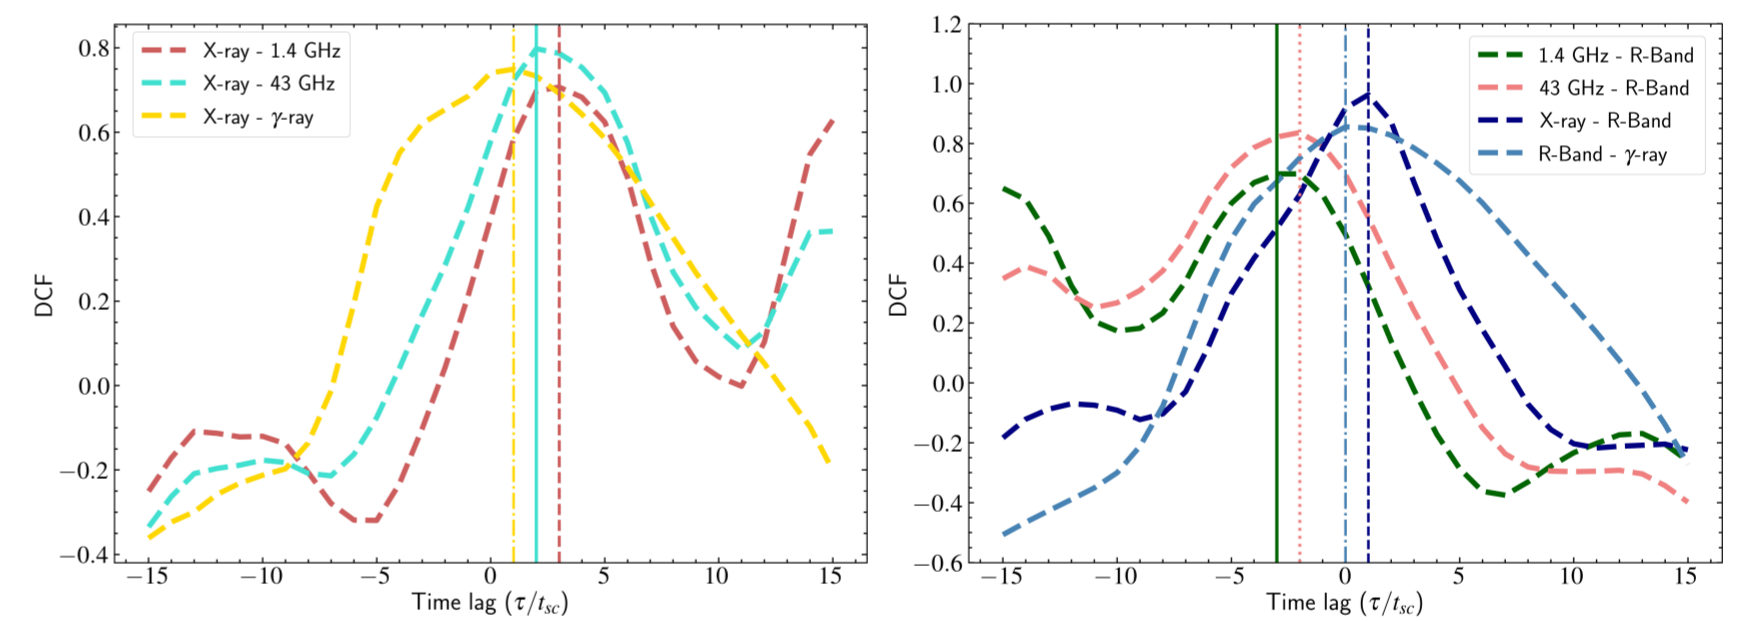 0.8
0.6
0.4
0.2
0.0
−0.2
−0.4
DCF
X-ray - 1.4 GHz
X-ray - 43 GHz
X-ray - γ-ray
−15 −10 −5 0 5 10 15
Time lag (τ/tsc)
1.2
1.0
0.8
0.6
0.4
0.2
0.0
−0.2
−0.4
−0.6
DCF
1.4 GHz - R-Band
43 GHz - R-Band
X-ray - R-Band
R-Band - γ-ray
−15 −10 −5 0 5 10 15
Time lag (τ/tsc)